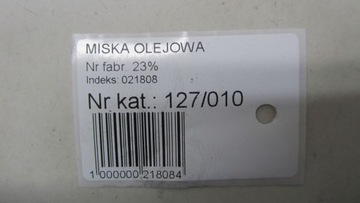 MISKA OLEJOWA
Nr fabr. 23%
Indeks: 021808
Nr kat.: 127/010
1 000000 218084